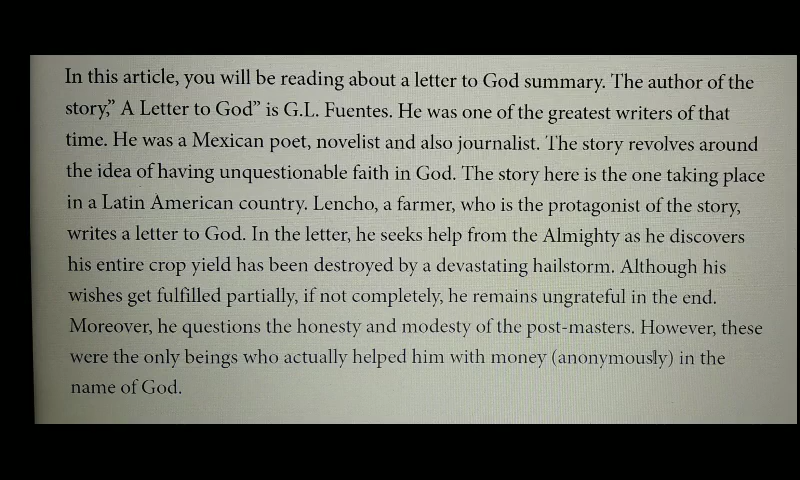 In this article, you will be reading about a letter to God summary. The author of the
story,” A Letter to God” is G.L. Fuentes. He was one of the greatest writers of that
time. He was a Mexican poet, novelist and also journalist. The story revolves around
the idea of having unquestionable faith in God. The story here is the one taking place
in a Latin American country. Lencho, a farmer, who is the protagonist of the story,
writes a letter to God. In the letter, he seeks help from the Almighty as he discovers
his entire crop yield has been destroyed by a devastating hailstorm. Although his
wishes get fulfilled partially, if not completely, he remains ungrateful in the end.
Moreover, he questions the honesty and modesty of the post-masters. However, these
were the only beings who actually helped him with money (anonymously) in the
name of God.